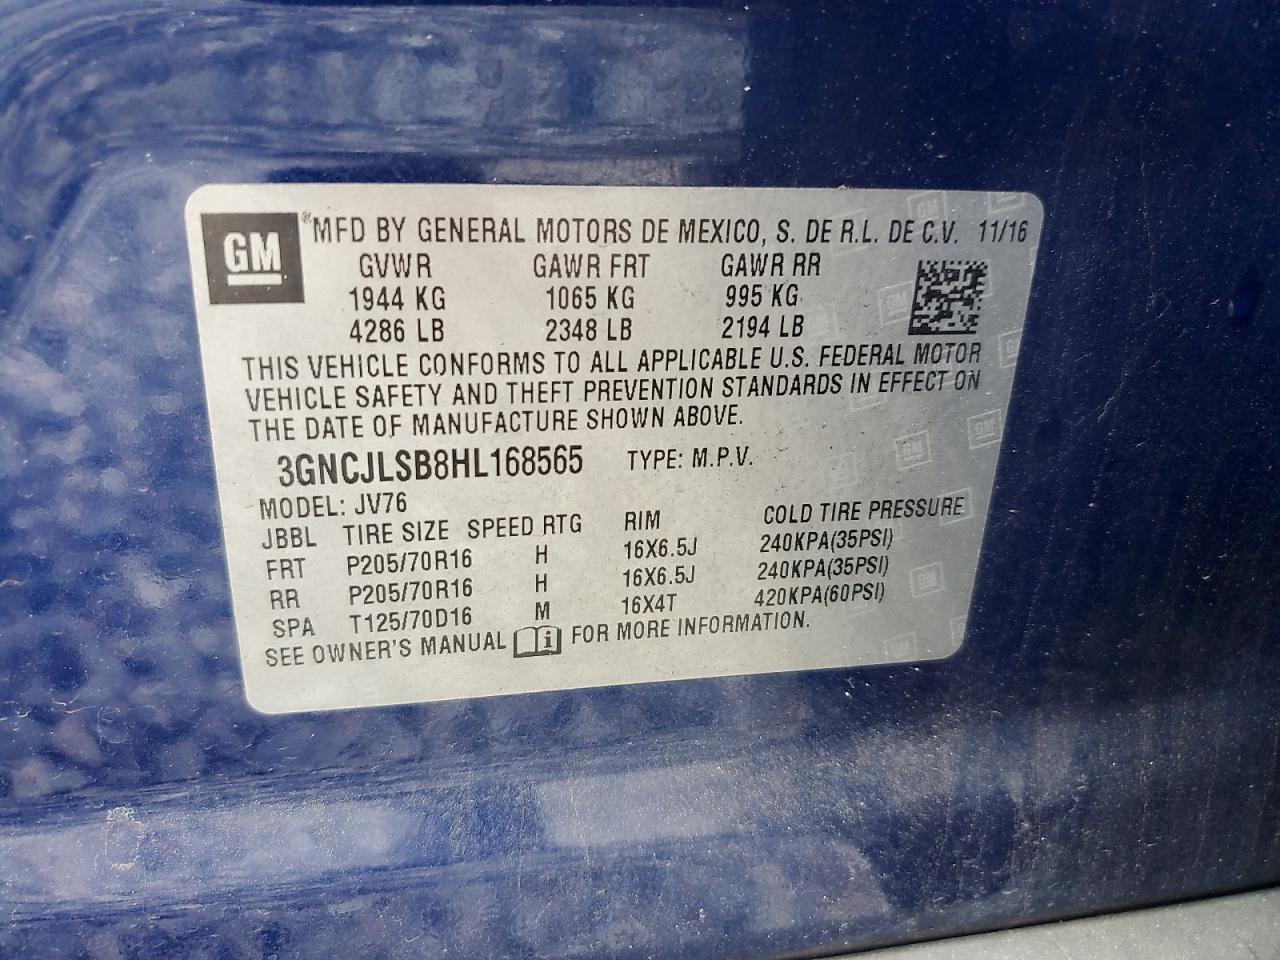 GM ® MFD BY GENERAL MOTORS DE MEXICO, S. DE R.L. DE C.V. 11/16
GVWR GAWR FRT GAWR RR
1944 KG 1065 KG 995 KG
4286 LB 2348 LB 2194 LB
THIS VEHICLE CONFORMS TO ALL APPLICABLE U.S. FEDERAL MOTOR
VEHICLE SAFETY AND THEFT PREVENTION STANDARDS IN EFFECT ON
THE DATE OF MANUFACTURE SHOWN ABOVE.
3GNCJLSB8HL168565 TYPE: M.P.V.
MODEL: JV76
JBBL TIRE SIZE SPEED RTG RIM COLD TIRE PRESSURE
FRT P205/70R16 H 16X6.5J 240KPA(35PSI)
RR P205/70R16 H 16X6.5J 240KPA(35PSI)
SPA T125/70D16 M 16X4T 420KPA(60PSI)
SEE OWNER'S MANUAL i FOR MORE INFORMATION.